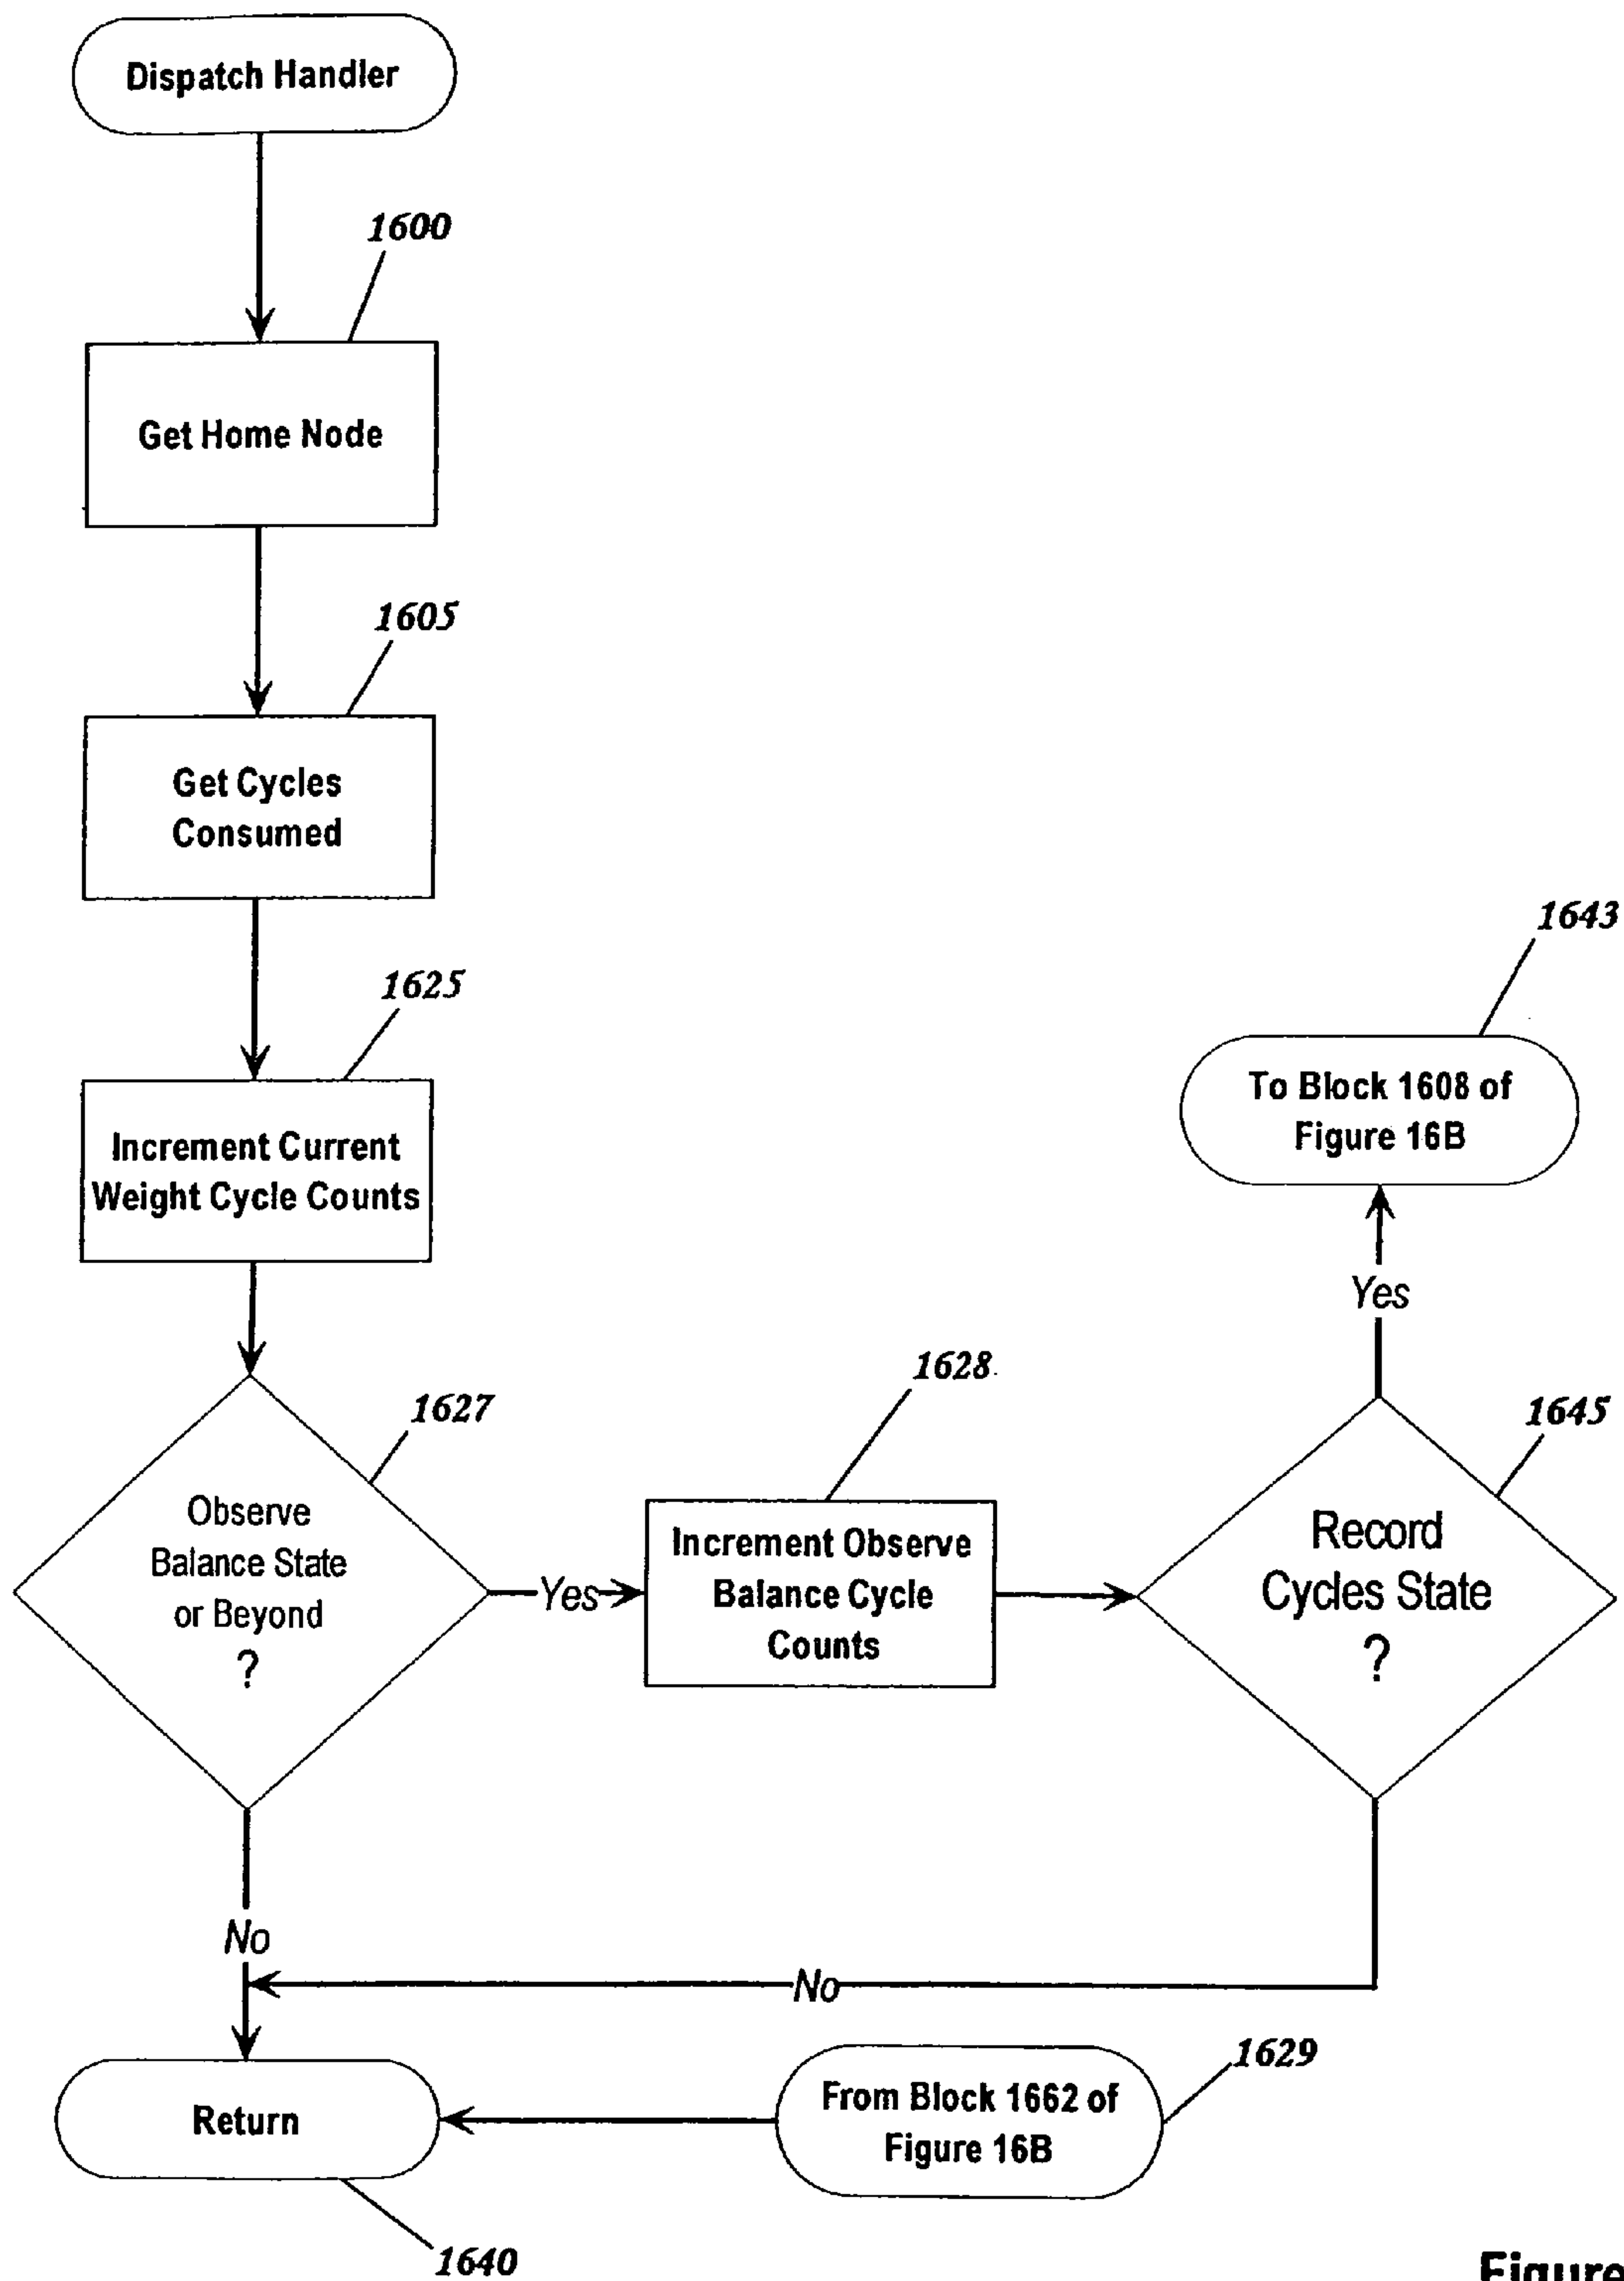 Dispatch Handler
1600
Get Home Node
1605
Get Cycles
Consumed
1625
Increment Current
Weight Cycle Counts
1643
To Block 1608 of
Figure 16B
Yes
1627
Observe
Balance State
or Beyond
?
Yes
1628
Increment Observe
Balance Cycle
Counts
1645
Record
Cycles State
?
No
No
Return
1640
From Block 1662 of
Figure 16B
1629
Figure